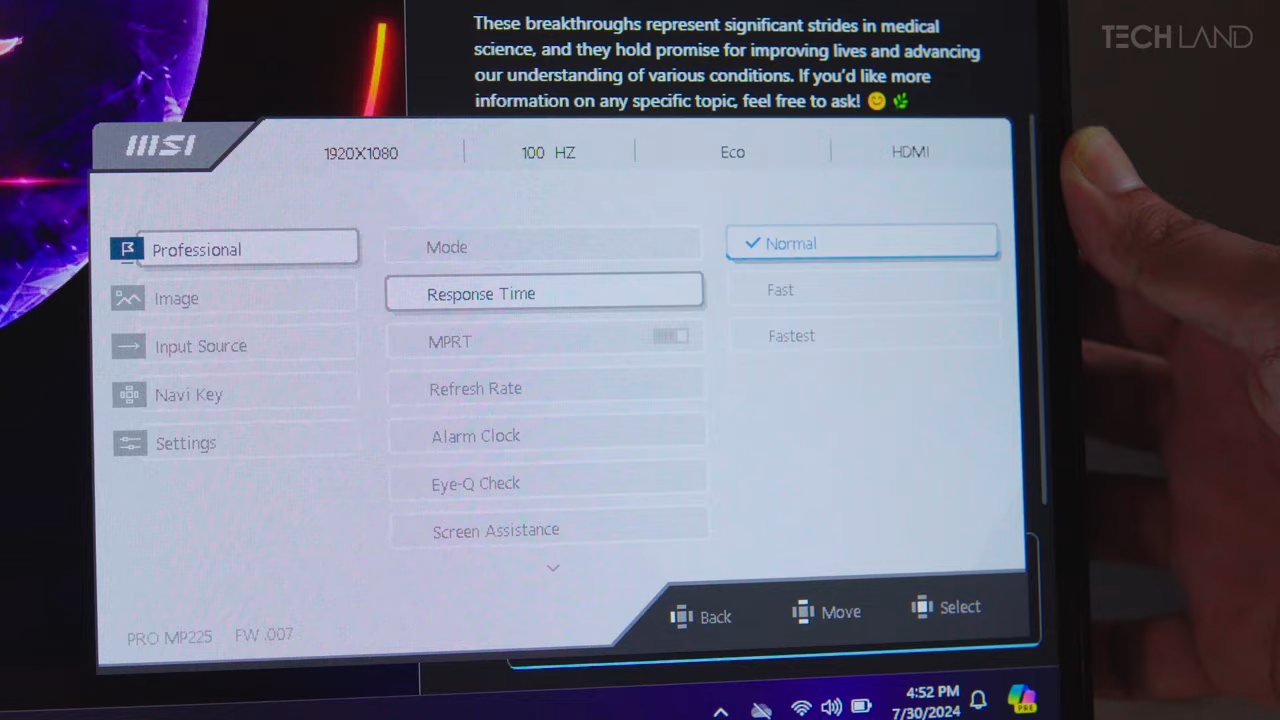 TECHLAND
These breakthroughs represent significant strides in medical
science, and they hold promise for improving lives and advancing
our understanding of various conditions. If you'd like more
information on any specific topic, feel free to ask! 😊 🌿
msi
1920X1080
100 HZ
Eco
HDMI
Professional
Image
Input Source
Navi Key
Settings
Mode
Response Time
MPRT
Refresh Rate
Alarm Clock
Eye-Q Check
Screen Assistance
Normal
Fast
Fastest
PRO MP225 FW .007
Back
Move
Select
4:52 PM
7/30/2024
PRE